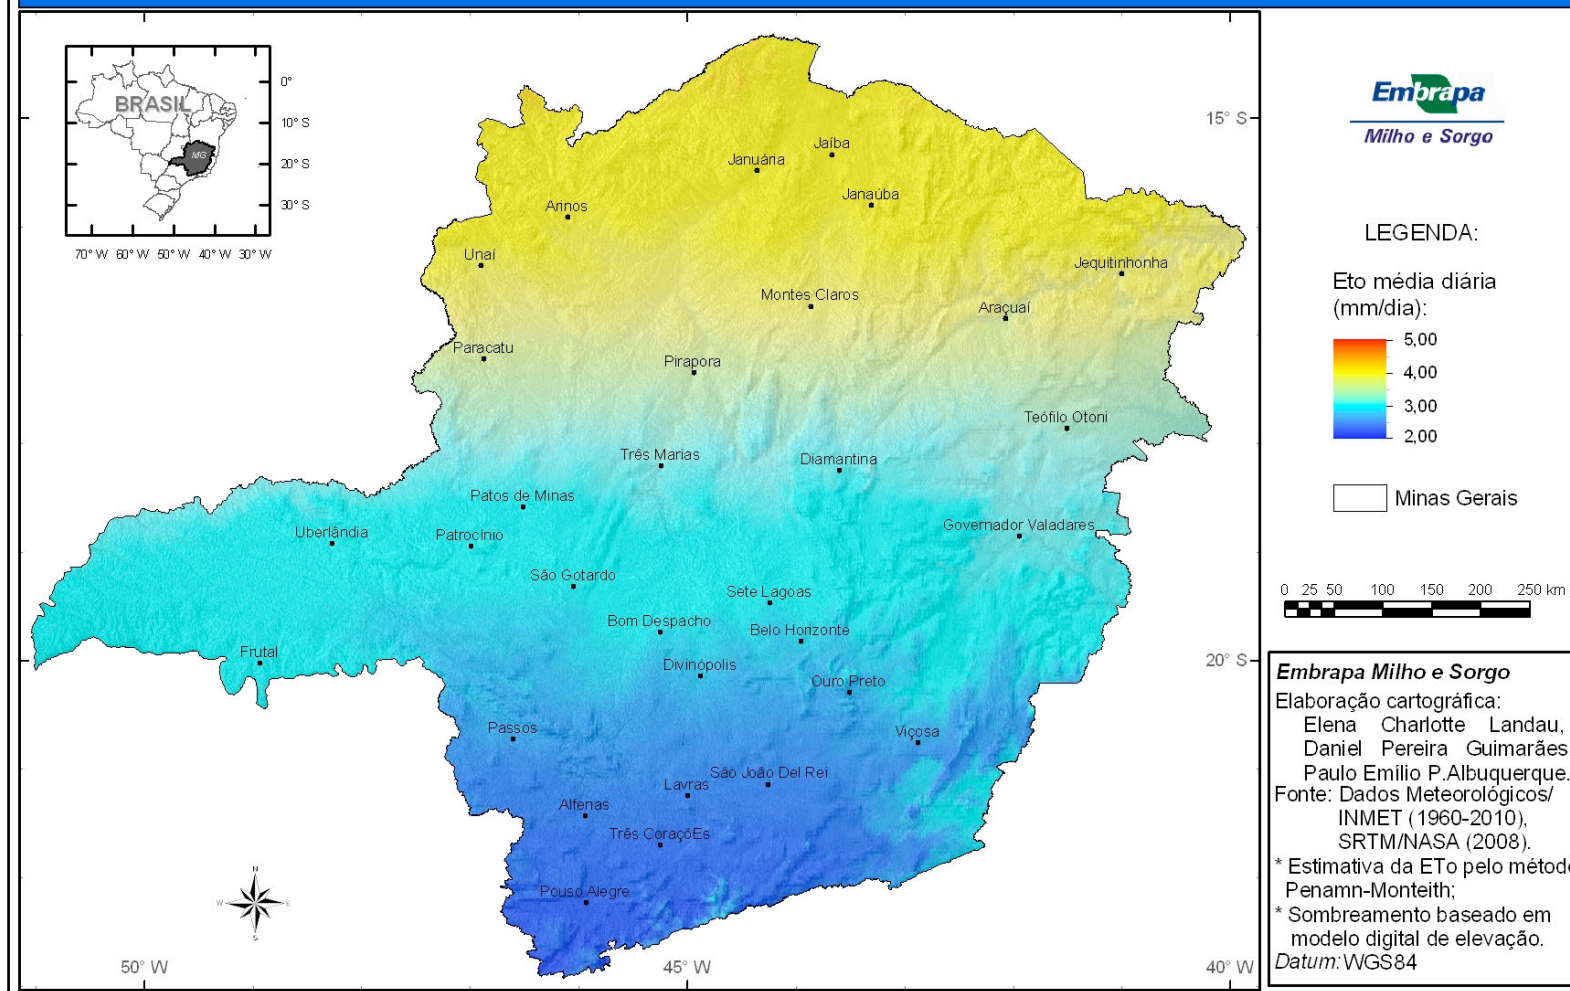 BRASIL
MG
0°
10° S
20° S
30° S
70° W 60° W 50° W 40° W 30° W
15° S
20° S
50° W
45° W
40° W
Jaíba
Januária
Janaúba
Arinos
Unaí
Jequitinhonha
Montes Claros
Araçuaí
Paracatu
Pirapora
Teófilo Otoni
Três Marias
Diamantina
Patos de Minas
Uberlândia
Patrocínio
Governador Valadares
São Gotardo
Sete Lagoas
Bom Despacho
Belo Horizonte
Frutal
Divinópolis
Ouro Preto
Passos
Viçosa
São João Del Rei
Lavras
Alfenas
Três CoraçõEs
Pouso Alegre
N
W
E
S
Embrapa
Milho e Sorgo
LEGENDA:
Eto média diária
(mm/dia):
5,00
4,00
3,00
2,00
Minas Gerais
0 25 50 100 150 200 250 km
Embrapa Milho e Sorgo
Elaboração cartográfica:
Elena Charlotte Landau,
Daniel Pereira Guimarães
Paulo Emílio P.Albuquerque.
Fonte: Dados Meteorológicos/
INMET (1960-2010),
SRTM/NASA (2008).
* Estimativa da ETo pelo método
Penamn-Monteith;
* Sombreamento baseado em
modelo digital de elevação.
Datum:WGS84